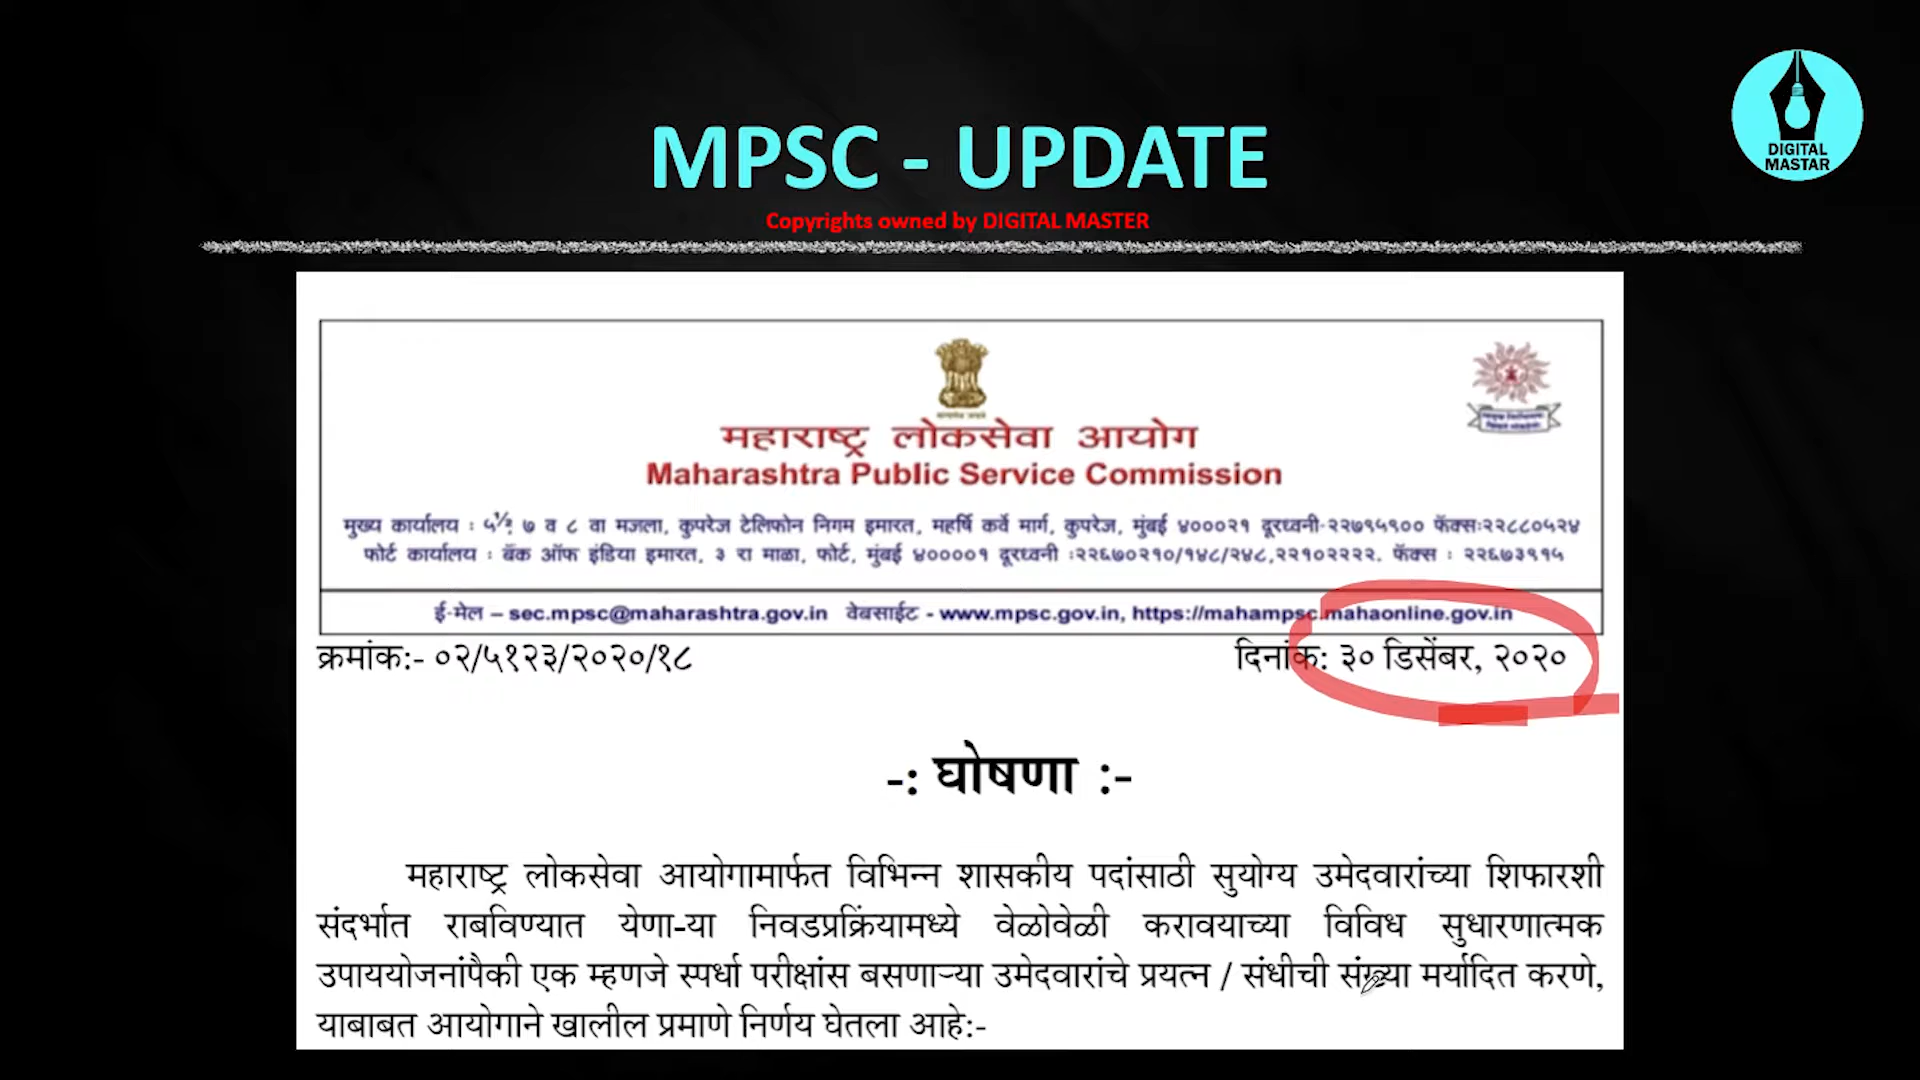 MPSC - UPDATE
Copyrights owned by DIGITAL MASTER
DIGITAL
MASTAR
महाराष्ट्र लोकसेवा आयोग
Maharashtra Public Service Commission
मुख्य कार्यालय : ५½, ७ व ८ वा मजला, कुपरेज टेलिफोन निगम इमारत, महर्षि कर्वे मार्ग, कुपरेज, मुंबई ४०००२१ दूरध्वनी-२२७९५९०० फॅक्स:२२८८०५२४
फोर्ट कार्यालय : बँक ऑफ इंडिया इमारत, ३ रा माळा, फोर्ट, मुंबई ४००००१ दूरध्वनी :२२६७०२१०/१४८/२४८,२२१०२२२२. फॅक्स : २२६७३९१५
ई-मेल – sec.mpsc@maharashtra.gov.in वेबसाईट - www.mpsc.gov.in, https://mahampsc.mahaonline.gov.in
क्रमांक:- ०२/५१२३/२०२०/१८ दिनांक: ३० डिसेंबर, २०२०
-: घोषणा :-
महाराष्ट्र लोकसेवा आयोगामार्फत विभिन्न शासकीय पदांसाठी सुयोग्य उमेदवारांच्या शिफारशी
संदर्भात राबविण्यात येणा-या निवडप्रक्रियामध्ये वेळोवेळी करावयाच्या विविध सुधारणात्मक
उपाययोजनांपैकी एक म्हणजे स्पर्धा परीक्षांस बसणाऱ्या उमेदवारांचे प्रयत्न / संधीची संख्या मर्यादित करणे,
याबाबत आयोगाने खालील प्रमाणे निर्णय घेतला आहे:-